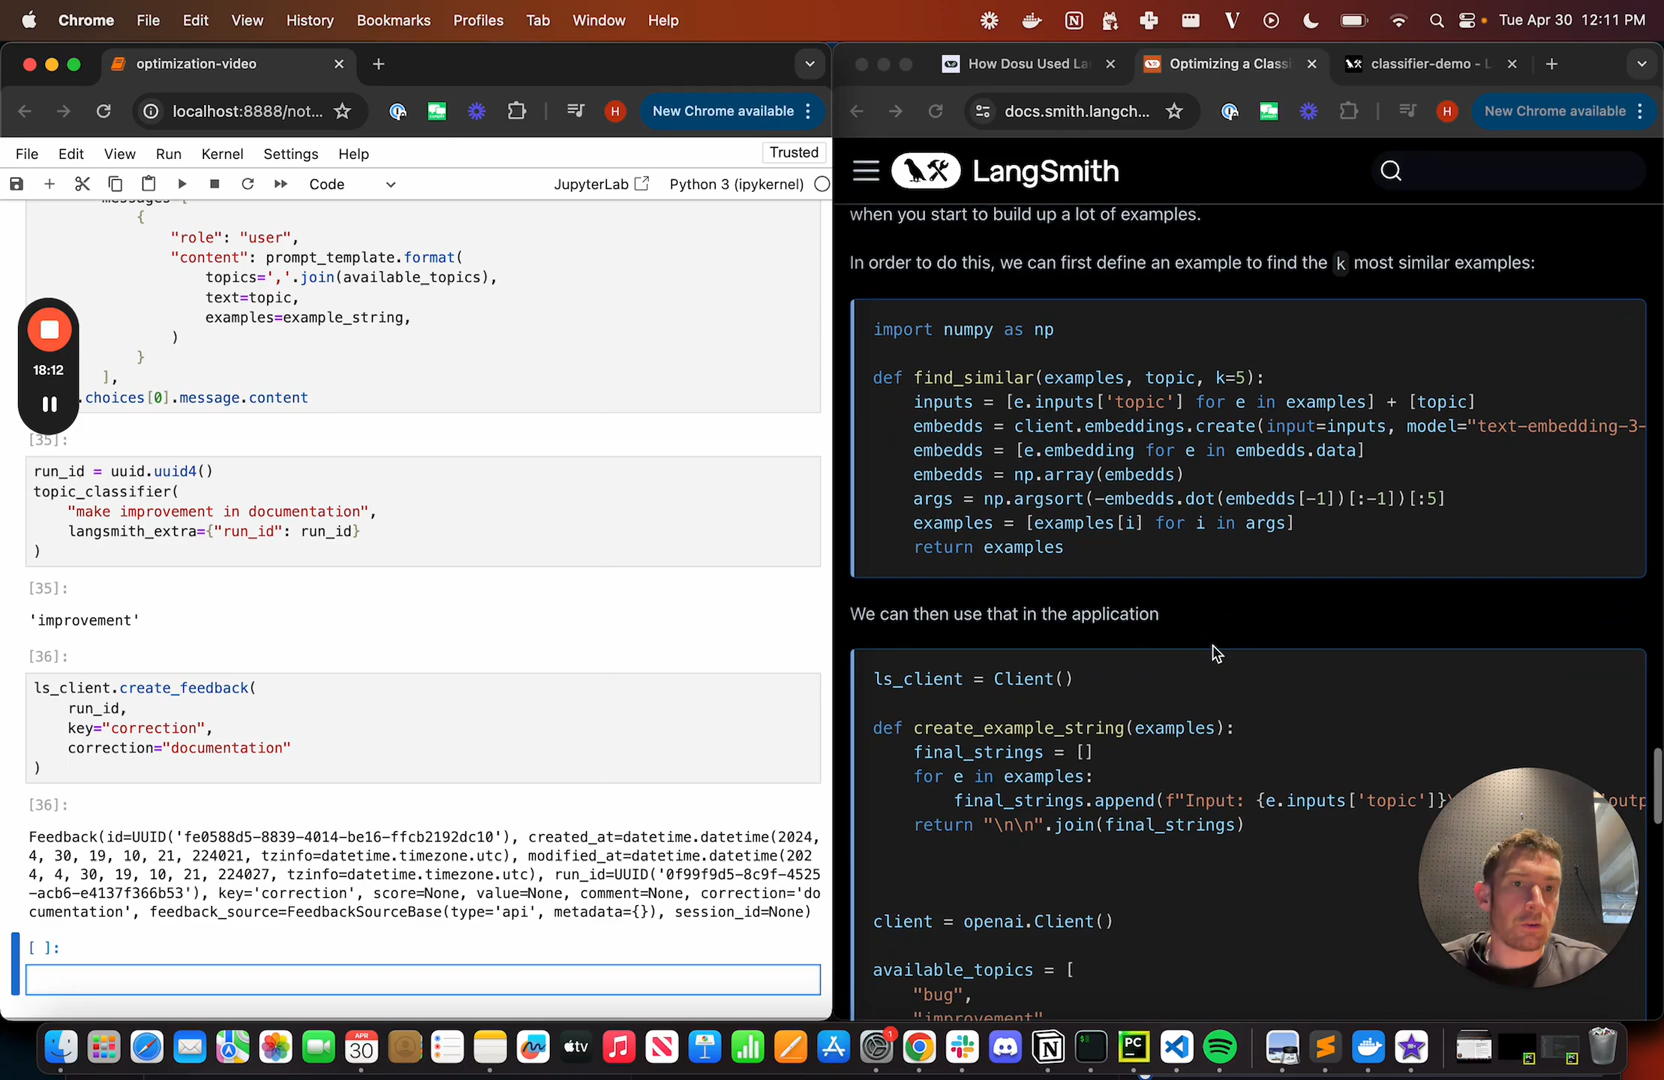 Chrome File Edit View History Bookmarks Profiles Tab Window Help
Tue Apr 30 12:11 PM
optimization-video
localhost:8888/not...
New Chrome available
File Edit View Run Kernel Settings Help
Trusted
Code
JupyterLab
Python 3 (ipykernel)
{
"role": "user",
"content": prompt_template.format(
topics=','.join(available_topics),
text=topic,
examples=example_string,
)
}
],
.choices[0].message.content
18:12
[35]:
run_id = uuid.uuid4()
topic_classifier(
"make improvement in documentation",
langsmith_extra={"run_id": run_id}
)
[35]:
'improvement'
[36]:
ls_client.create_feedback(
run_id,
key="correction",
correction="documentation"
)
[36]:
Feedback(id=UUID('fe0588d5-8839-4014-be16-ffcb2192dc10'), created_at=datetime.datetime(2024,
4, 30, 19, 10, 21, 224021, tzinfo=datetime.timezone.utc), modified_at=datetime.datetime(202
4, 4, 30, 19, 10, 21, 224027, tzinfo=datetime.timezone.utc), run_id=UUID('0f99f9d5-8c9f-4525
-acb6-e4137f366b53'), key='correction', score=None, value=None, comment=None, correction='do
cumentation', feedback_source=FeedbackSourceBase(type='api', metadata={}), session_id=None)
[ ]:
How Dosu Used La
Optimizing a Classi
classifier-demo - L
docs.smith.langch...
New Chrome available
LangSmith
when you start to build up a lot of examples.
In order to do this, we can first define an example to find the k most similar examples:
import numpy as np
def find_similar(examples, topic, k=5):
inputs = [e.inputs['topic'] for e in examples] + [topic]
embedds = client.embeddings.create(input=inputs, model="text-embedding-3-
embedds = [e.embedding for e in embedds.data]
embedds = np.array(embedds)
args = np.argsort(-embedds.dot(embedds[-1])[:-1])[:5]
examples = [examples[i] for i in args]
return examples
We can then use that in the application
ls_client = Client()
def create_example_string(examples):
final_strings = []
for e in examples:
final_strings.append(f"Input: {e.inputs['topic']}\
return "\n\n".join(final_strings)
client = openai.Client()
available_topics = [
"bug",
"improvement"
APR
30
tv
1
PC